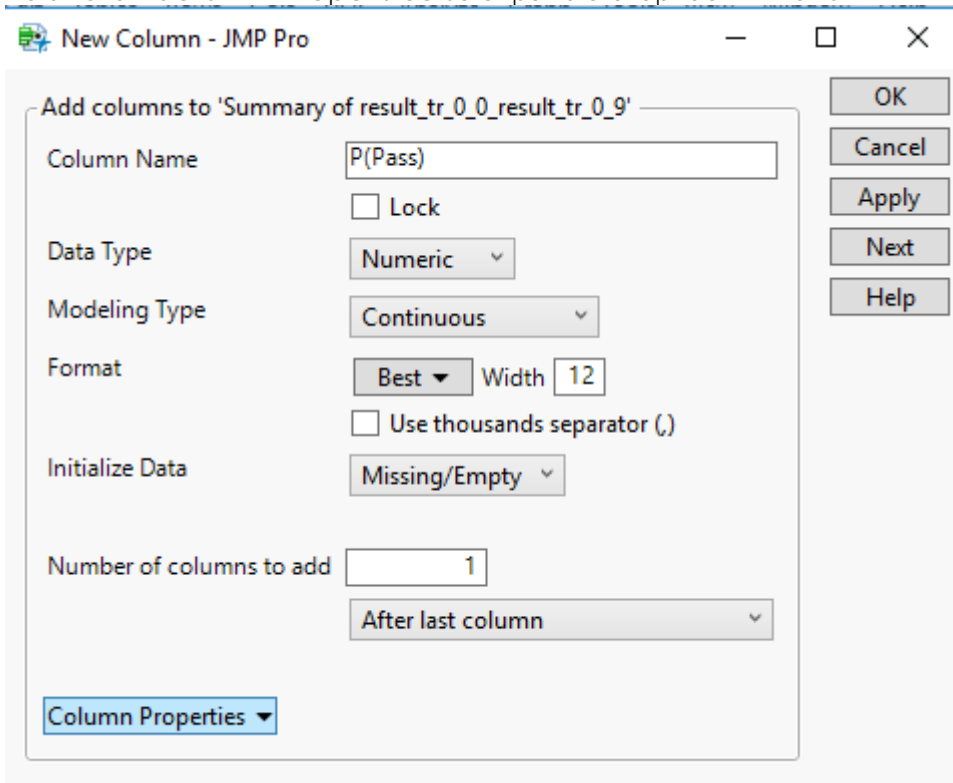 New Column - JMP Pro
Add columns to 'Summary of result_tr_0_0_result_tr_0_9'
OK
Column Name P(Pass)
Cancel
Lock
Apply
Data Type Numeric
Next
Modeling Type Continuous
Help
Format Best Width 12
Use thousands separator (,)
Initialize Data Missing/Empty
Number of columns to add 1
After last column
Column Properties